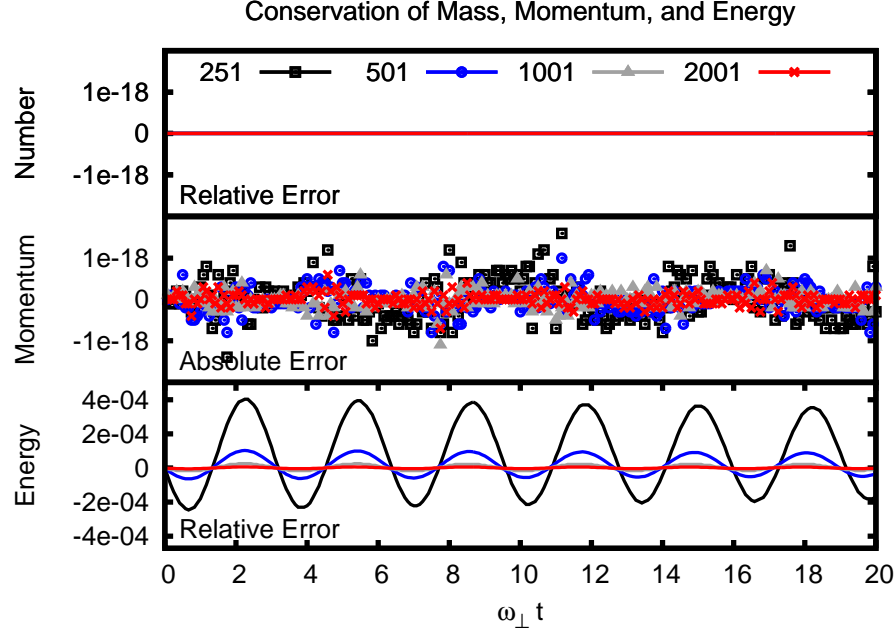 Conservation of Mass, Momentum, and Energy
251 501 1001 2001
Number
1e-18
0
-1e-18
Relative Error
Momentum
1e-18
0
-1e-18
Absolute Error
Energy
4e-04
2e-04
0
-2e-04
-4e-04
Relative Error
0 2 4 6 8 10 12 14 16 18 20
ω⊥ t